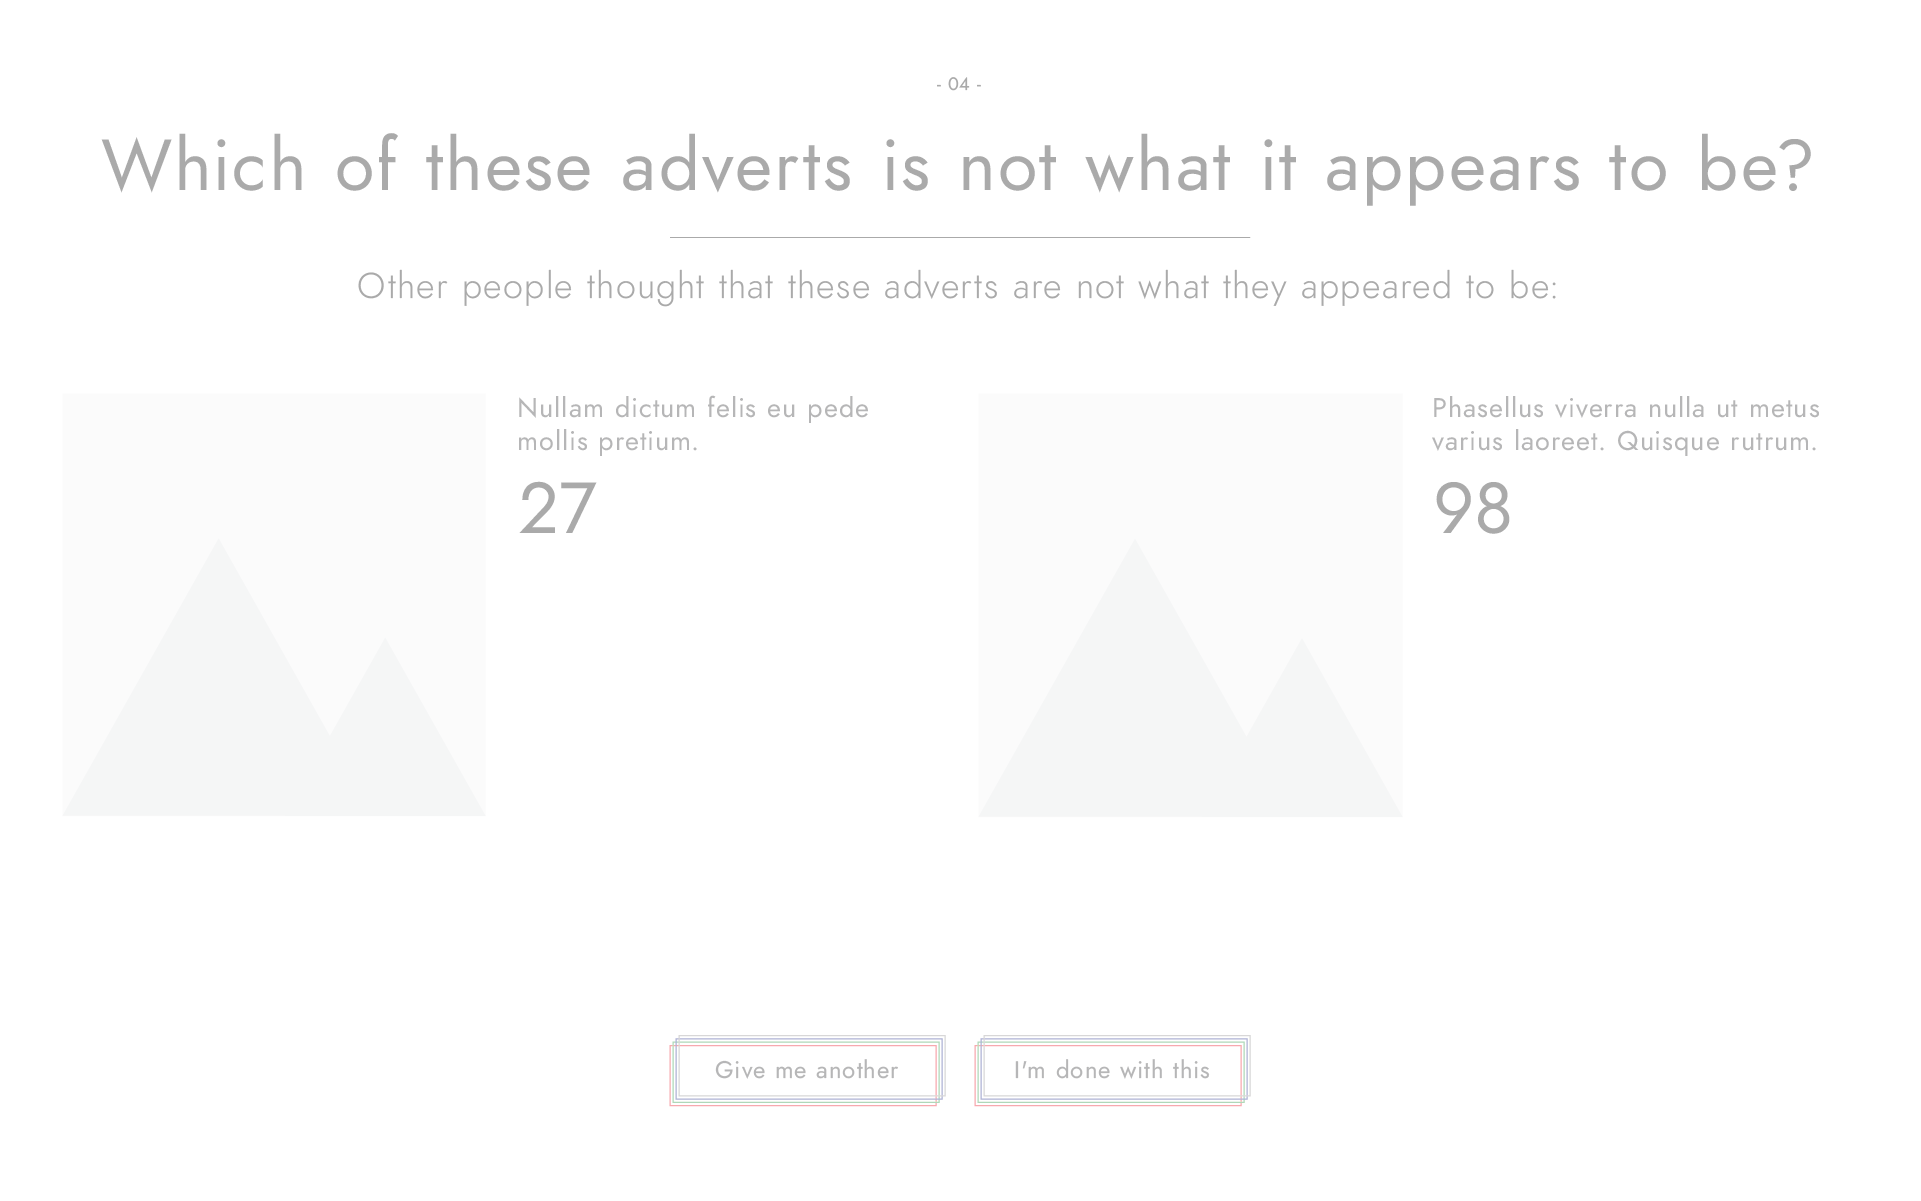 - 04 -
Which of these adverts is not what it appears to be?
Other people thought that these adverts are not what they appeared to be:
Nullam dictum felis eu pede
mollis pretium.
27
Phasellus viverra nulla ut metus
varius laoreet. Quisque rutrum.
98
Give me another
I'm done with this